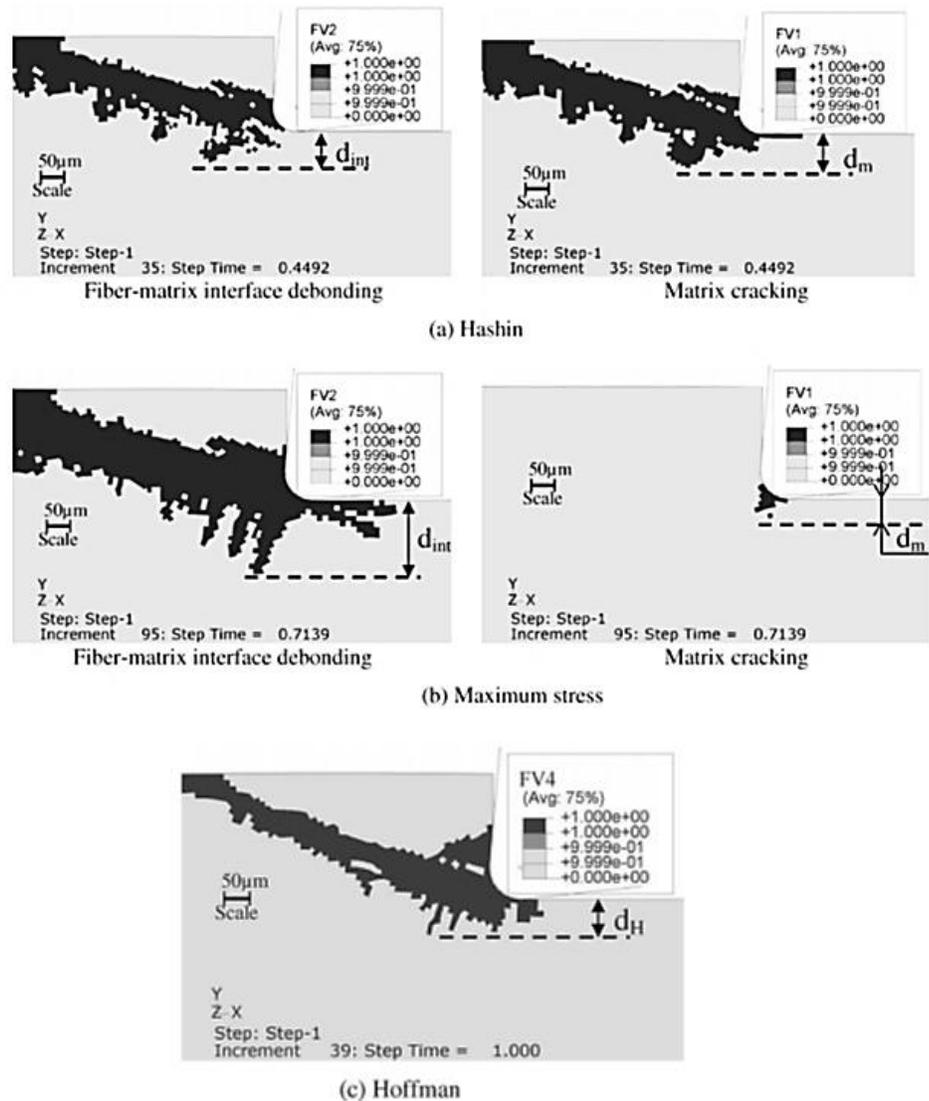 FV2
(Avg: 75%)
+1.000e+00
+1.000e+00
+9.999e-01
+9.999e-01
+0.000e+00
d_int
50µm
Scale
Y
Z-X
Step: Step-1
Increment 35: Step Time = 0.4492
Fiber-matrix interface debonding
FV1
(Avg: 75%)
+1.000e+00
+1.000e+00
+9.999e-01
+9.999e-01
+0.000e+00
d_m
50µm
Scale
Y
Z-X
Step: Step-1
Increment 35: Step Time = 0.4492
Matrix cracking
(a) Hashin
FV2
(Avg: 75%)
+1.000e+00
+1.000e+00
+9.999e-01
+9.999e-01
+0.000e+00
50µm
Scale
d_int
Y
Z-X
Step: Step-1
Increment 95: Step Time = 0.7139
Fiber-matrix interface debonding
FV1
(Avg: 75%)
+1.000e+00
+1.000e+00
+9.999e-01
+9.999e-01
+0.000e+00
50µm
Scale
d_m
Y
Z-X
Step: Step-1
Increment 95: Step Time = 0.7139
Matrix cracking
(b) Maximum stress
FV4
(Avg: 75%)
+1.000e+00
+1.000e+00
+9.999e-01
+9.999e-01
+0.000e+00
50µm
Scale
d_H
Y
Z-X
Step: Step-1
Increment 39: Step Time = 1.000
(c) Hoffman